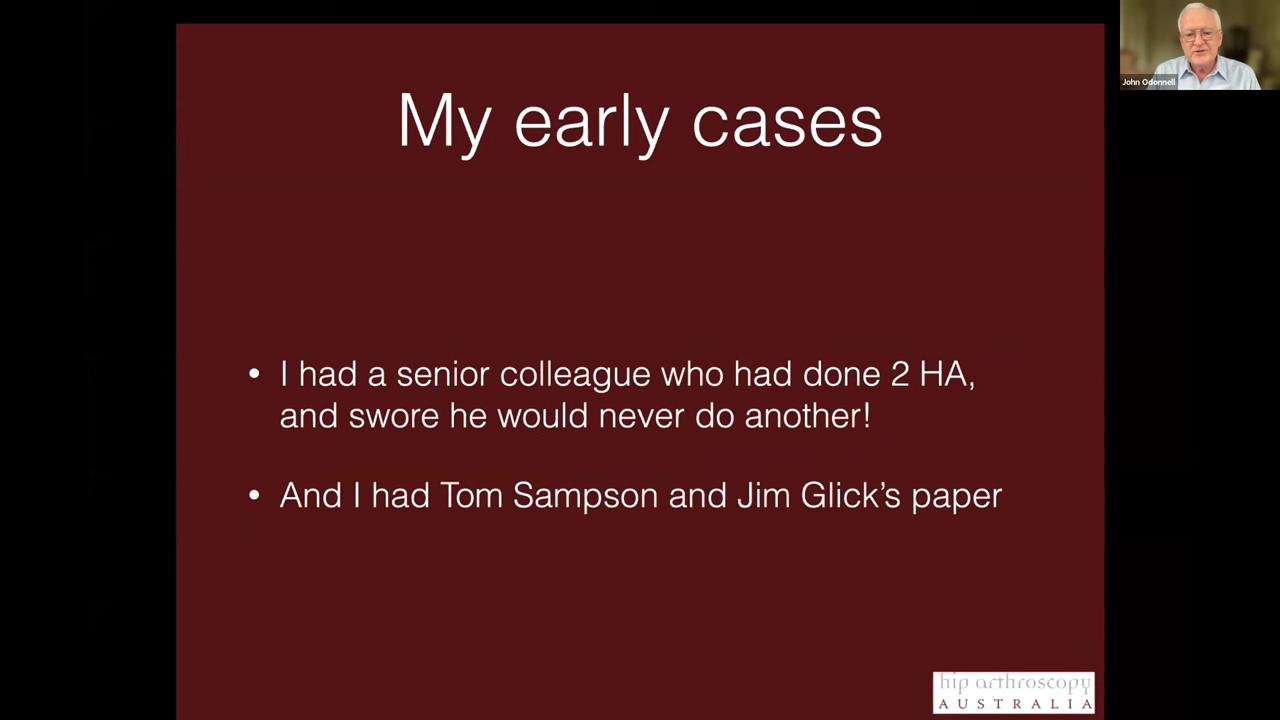 John Odonnell
My early cases
• I had a senior colleague who had done 2 HA,
and swore he would never do another!
• And I had Tom Sampson and Jim Glick’s paper
hip arthroscopy
AUSTRALIA